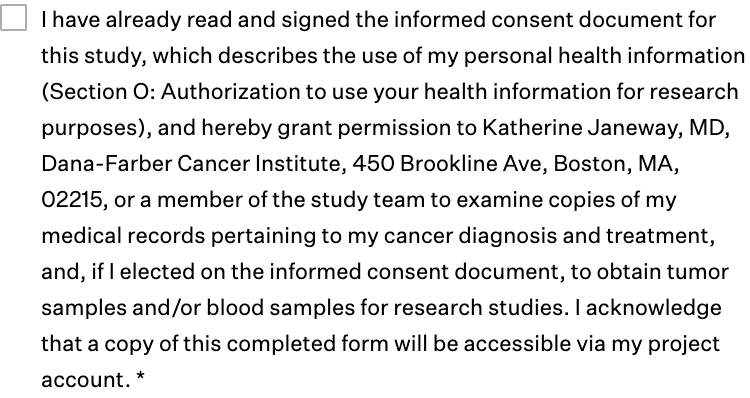 I have already read and signed the informed consent document for
this study, which describes the use of my personal health information
(Section O: Authorization to use your health information for research
purposes), and hereby grant permission to Katherine Janeway, MD,
Dana-Farber Cancer Institute, 450 Brookline Ave, Boston, MA,
02215, or a member of the study team to examine copies of my
medical records pertaining to my cancer diagnosis and treatment,
and, if I elected on the informed consent document, to obtain tumor
samples and/or blood samples for research studies. I acknowledge
that a copy of this completed form will be accessible via my project
account. *